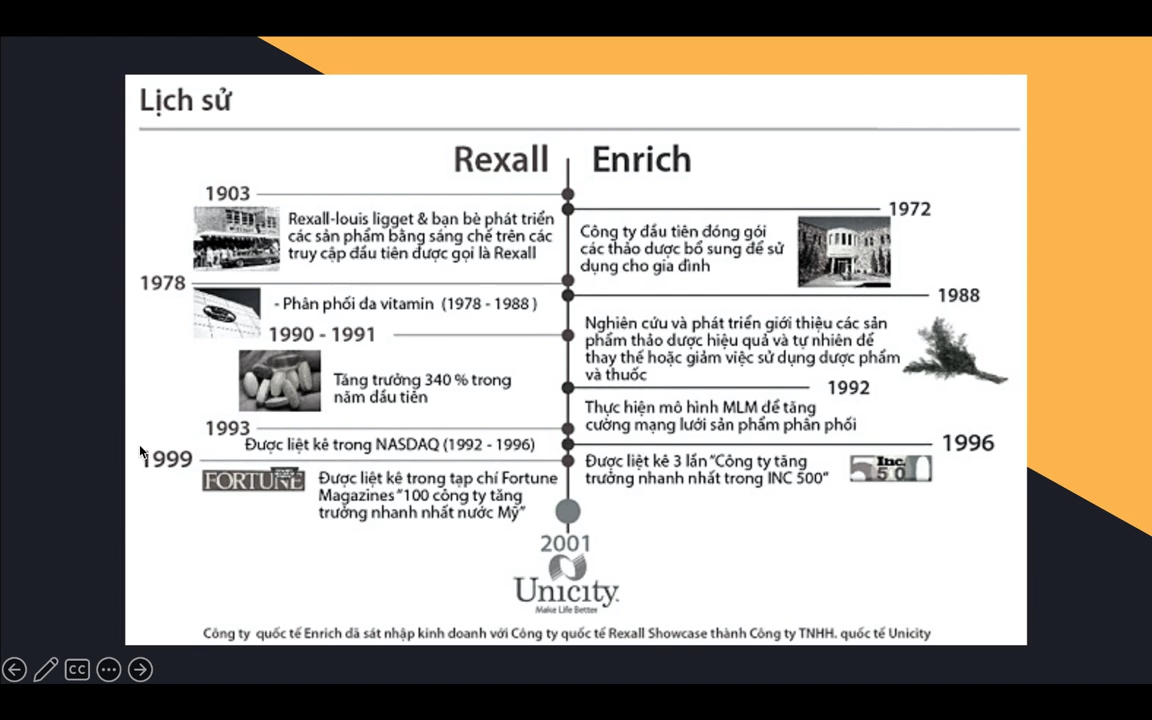 Lịch sử
Rexall
Enrich
1903
Rexall-louis ligget & bạn bè phát triển
các sản phẩm bằng sáng chế trên các
truy cập đầu tiên dược gọi là Rexall
1972
Công ty đầu tiên đóng gói
các thảo dược bổ sung để sử
dụng cho gia đình
1978
- Phân phối đa vitamin (1978 - 1988 )
1988
Nghiên cứu và phát triển giới thiệu các sản
phẩm thảo dược hiệu quả và tự nhiên để
thay thế hoặc giảm việc sử dụng dược phẩm
và thuốc
1990 - 1991
Tăng trưởng 340 % trong
năm đầu tiên
1992
Thực hiện mô hình MLM để tăng
cường mạng lưới sản phẩm phân phối
1993
Được liệt kê trong NASDAQ (1992 - 1996)
1996
Được liệt kê 3 lần "Công ty tăng
trưởng nhanh nhất trong INC 500"
Inc.
500
1999
FORTUNE
Được liệt kê trong tạp chí Fortune
Magazines "100 công ty tăng
trưởng nhanh nhất nước Mỹ"
2001
Unicity.
Make Life Better
Công ty quốc tế Enrich đã sát nhập kinh doanh với Công ty quốc tế Rexall Showcase thành Công ty TNHH. quốc tế Unicity
CC